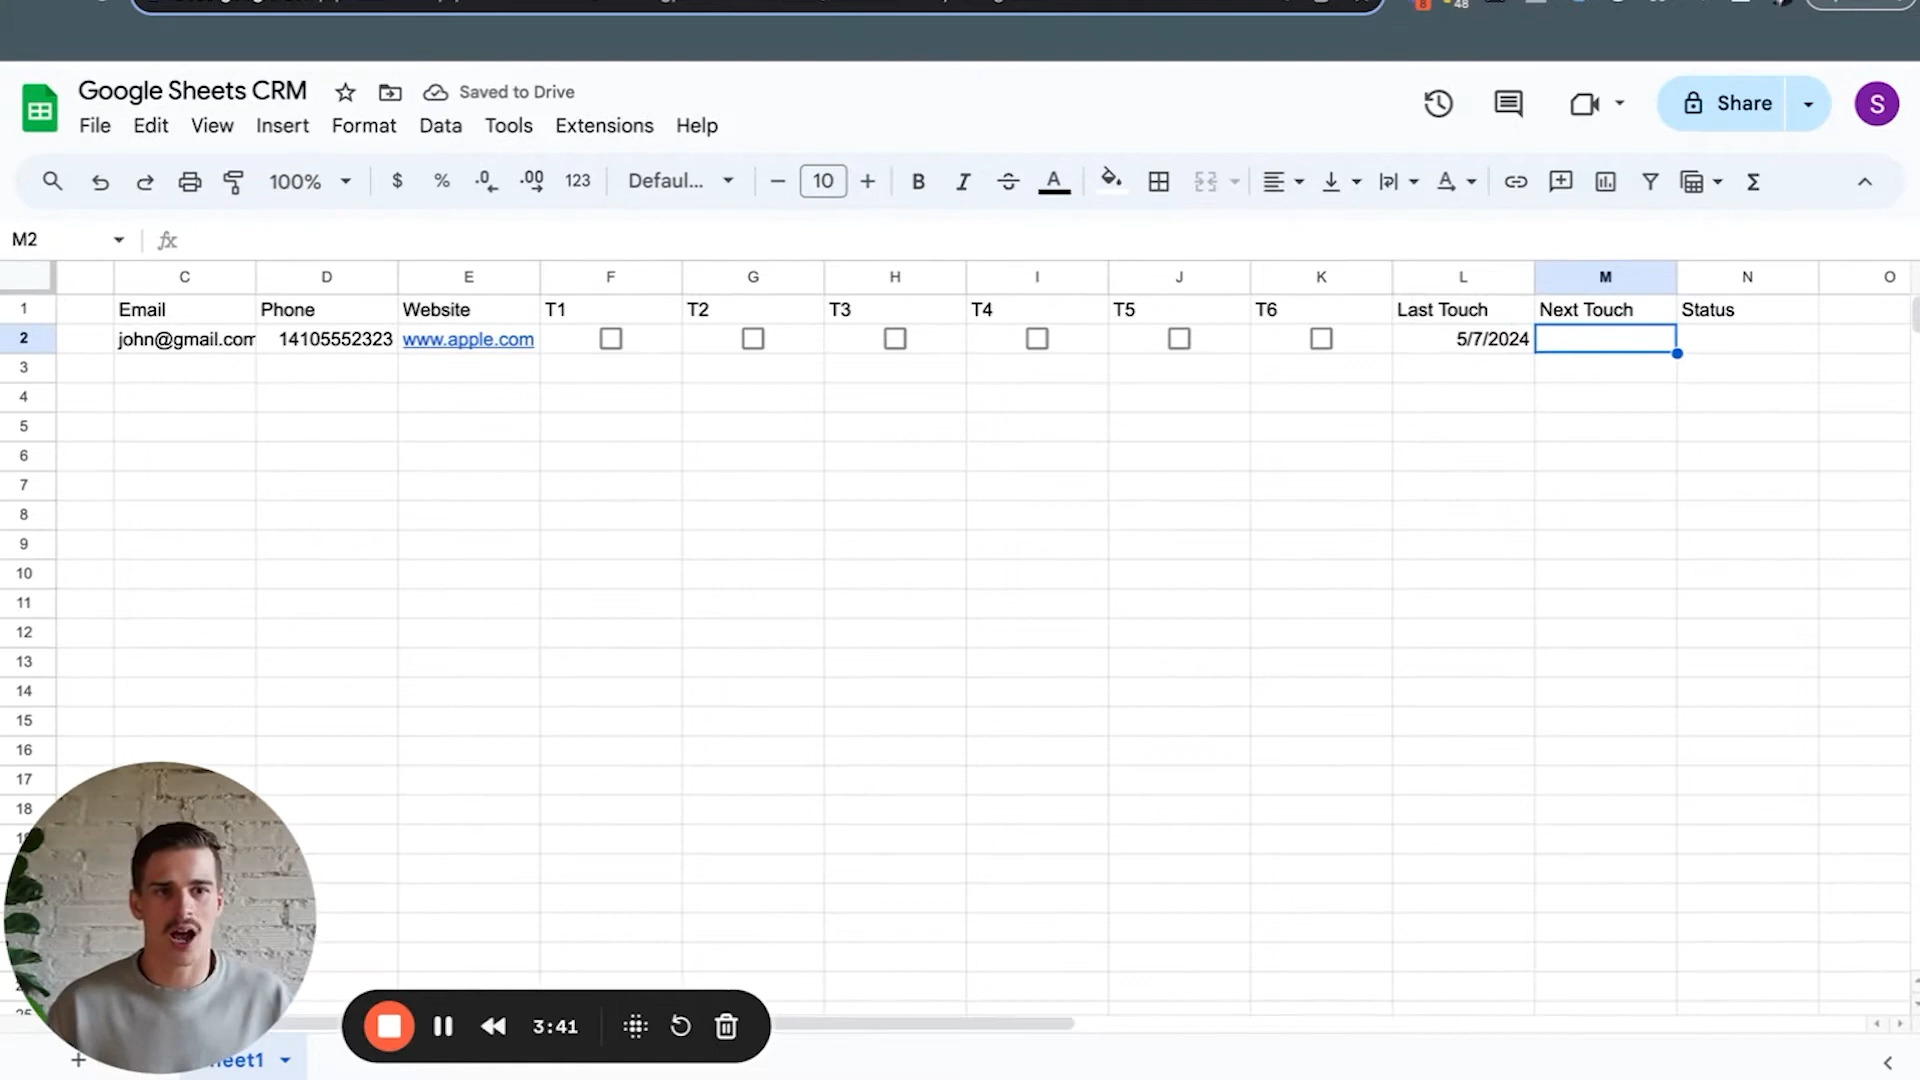 Google Sheets CRM Saved to Drive
File Edit View Insert Format Data Tools Extensions Help
Share
S
100% $ % .0 .00 123 Defaul... 10 B I A
M2 fx
C D E F G H I J K L M N O
1 Email Phone Website T1 T2 T3 T4 T5 T6 Last Touch Next Touch Status
2 john@gmail.com 14105552323 www.apple.com 5/7/2024
3
4
5
6
7
8
9
10
11
12
13
14
15
16
17
18
3:41